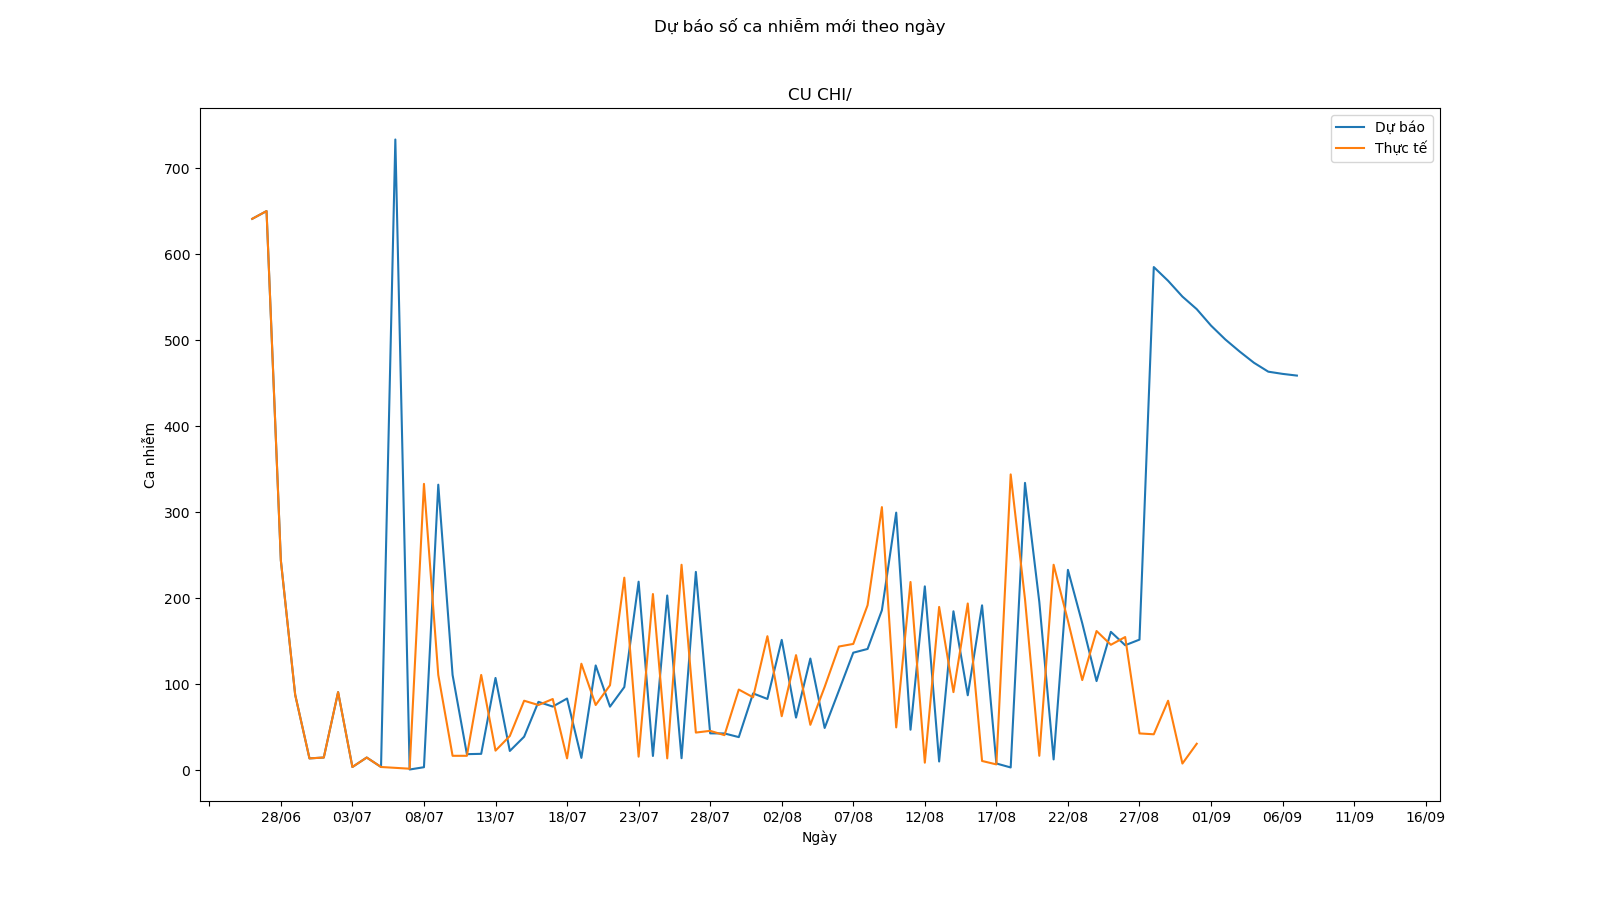 Dự báo số ca nhiễm mới theo ngày
CU CHI/
Dự báo
Thực tế
700
600
500
400
300
200
100
0
Ca nhiễm
28/06 03/07 08/07 13/07 18/07 23/07 28/07 02/08 07/08 12/08 17/08 22/08 27/08 01/09 06/09 11/09 16/09
Ngày